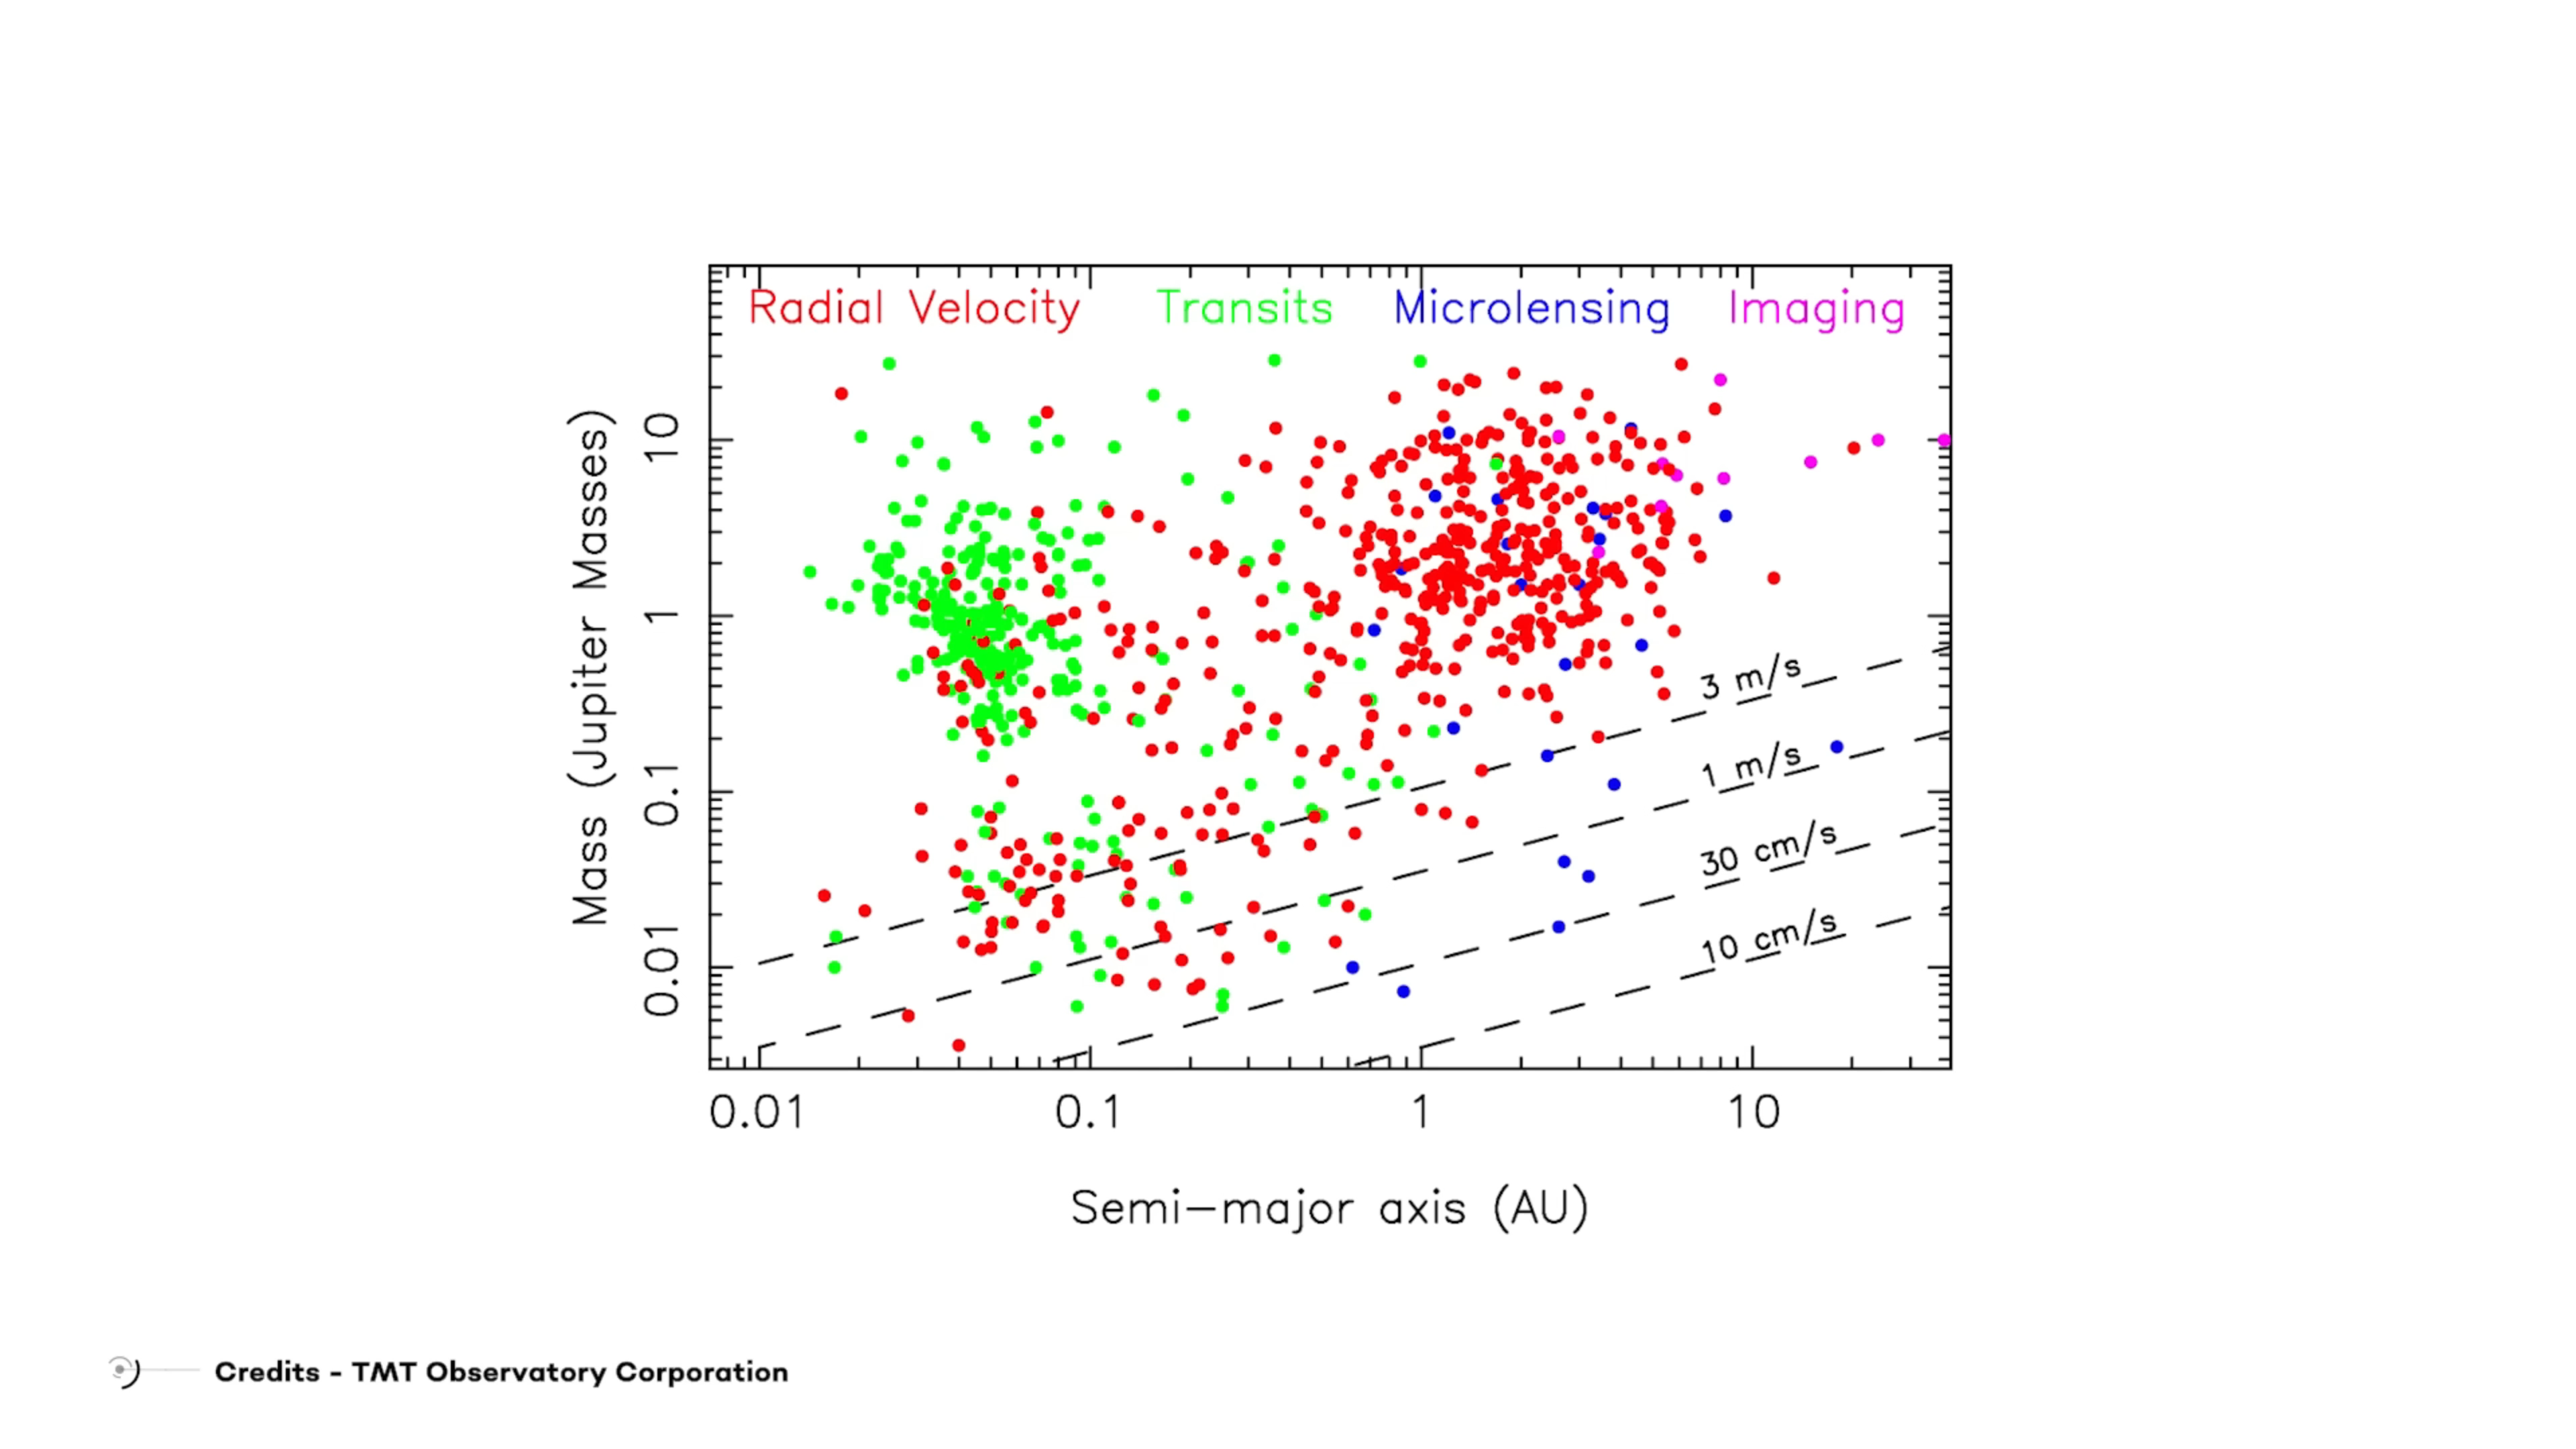 Radial Velocity Transits Microlensing Imaging
Mass (Jupiter Masses)
10
1
0.1
0.01
3 m/s
1 m/s
30 cm/s
10 cm/s
0.01 0.1 1 10
Semi-major axis (AU)
Credits - TMT Observatory Corporation